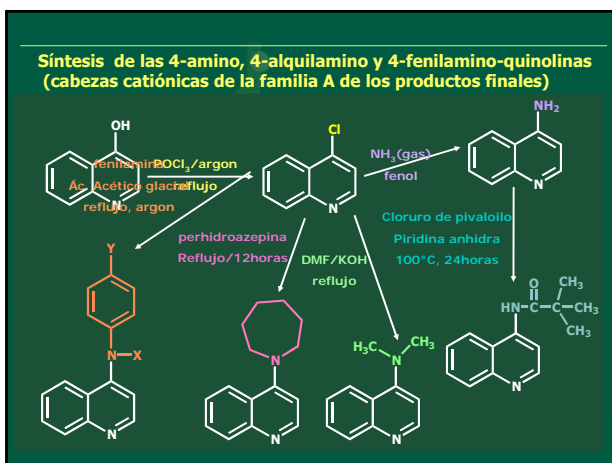 Síntesis de las 4-amino, 4-alquilamino y 4-fenilamino-quinolinas
(cabezas catiónicas de la familia A de los productos finales)
OH
N
fenilamina
Ác. Acético glacial
reflujo, argon
POCl3/argon
reflujo
Cl
N
NH3(gas)
fenol
NH2
N
perhidroazepina
Reflujo/12horas
DMF/KOH
reflujo
Cloruro de pivaloilo
Piridina anhidra
100°C, 24horas
Y
N-X
N
N
N
H3C
CH3
N
N
O
HN-C
CH3
CH3
CH3
N